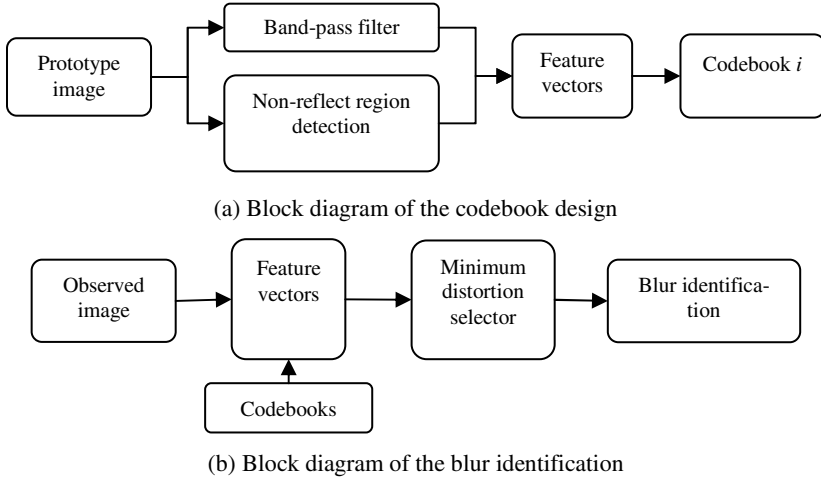 Prototype
image
Band-pass filter
Non-reflect region
detection
Feature
vectors
Codebook i
(a) Block diagram of the codebook design
Observed
image
Feature
vectors
Minimum
distortion
selector
Blur identifica-
tion
Codebooks
(b) Block diagram of the blur identification